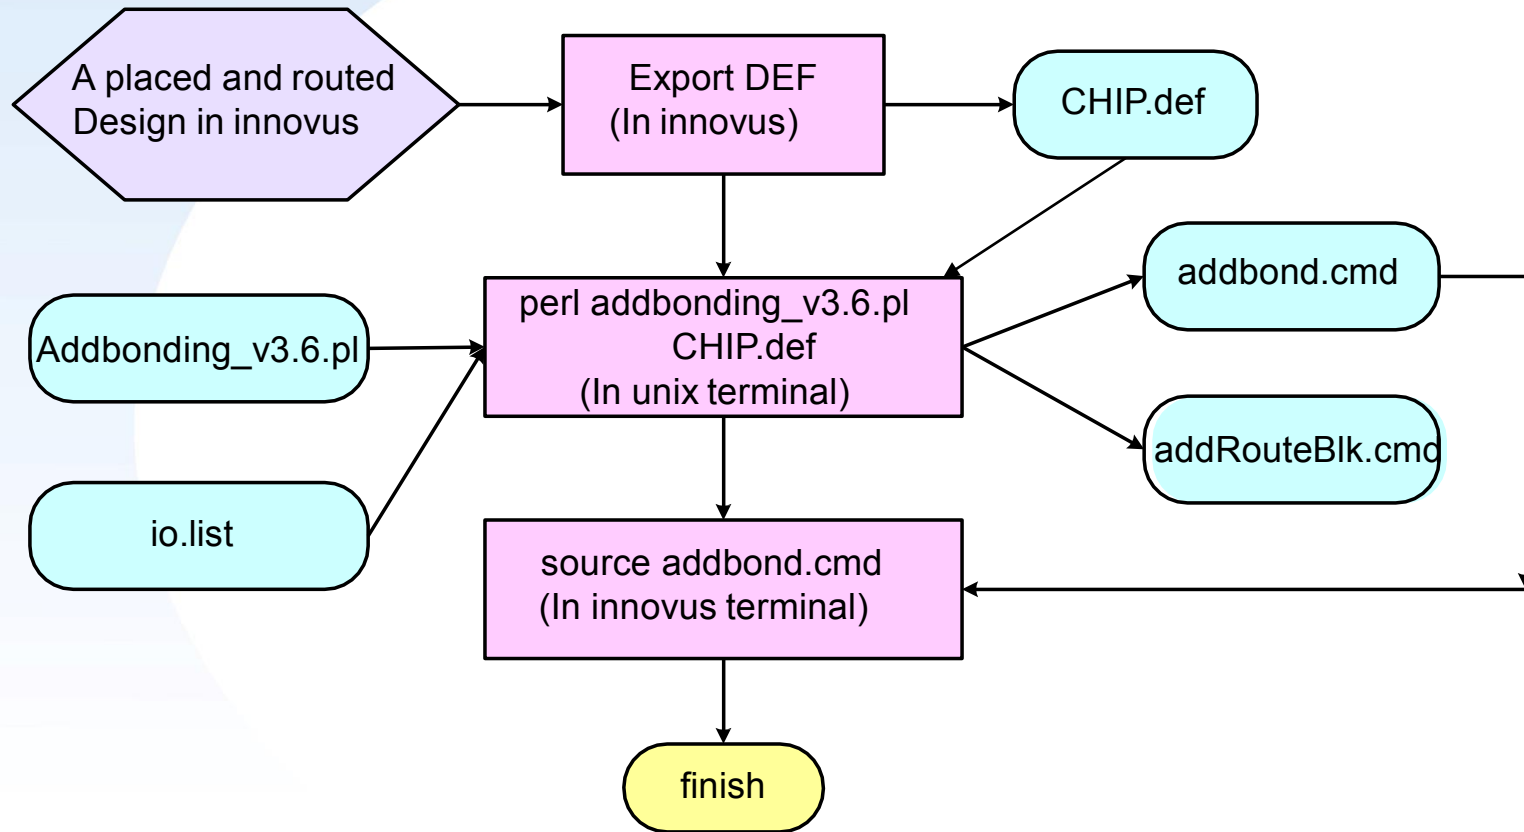 A placed and routed
Design in innovus
Export DEF
(In innovus)
CHIP.def
addbond.cmd
perl addbonding_v3.6.pl
CHIP.def
(In unix terminal)
Addbonding_v3.6.pl
addRouteBlk.cmd
io.list
source addbond.cmd
(In innovus terminal)
finish